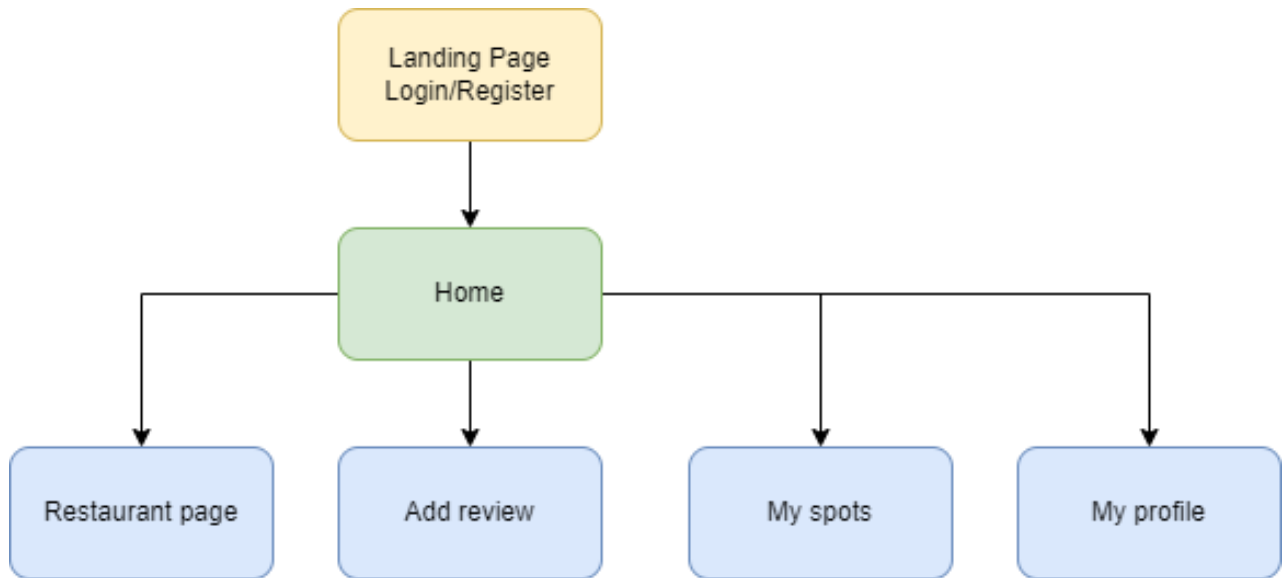 Landing Page
Login/Register
Home
Restaurant page
Add review
My spots
My profile